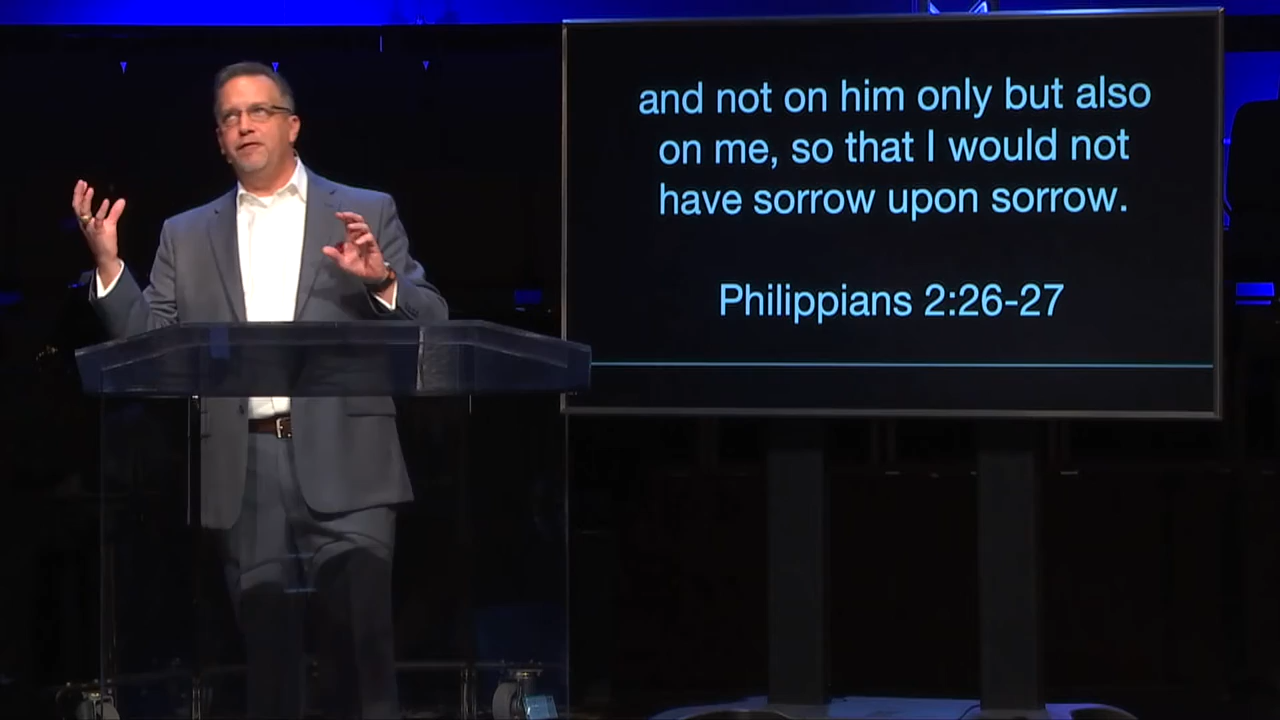 and not on him only but also
on me, so that I would not
have sorrow upon sorrow.
Philippians 2:26-27